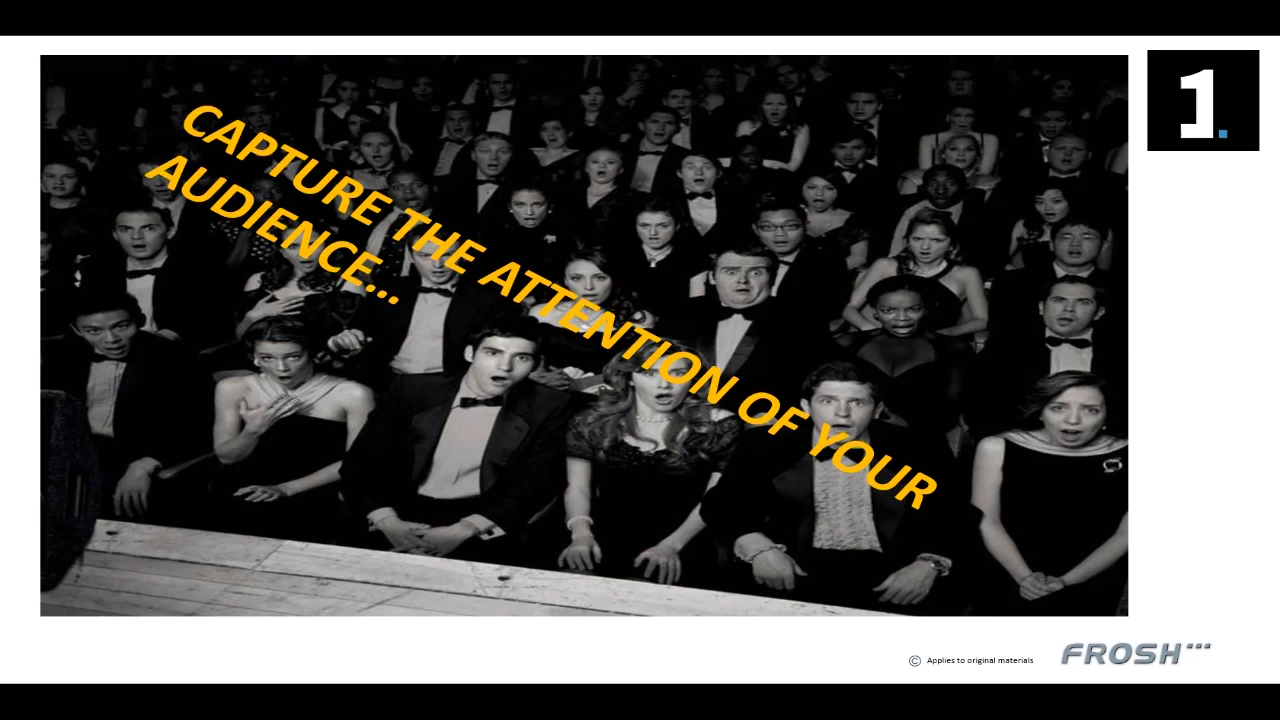 1.
CAPTURE THE ATTENTION OF YOUR
AUDIENCE...
© Applies to original materials
FROSH